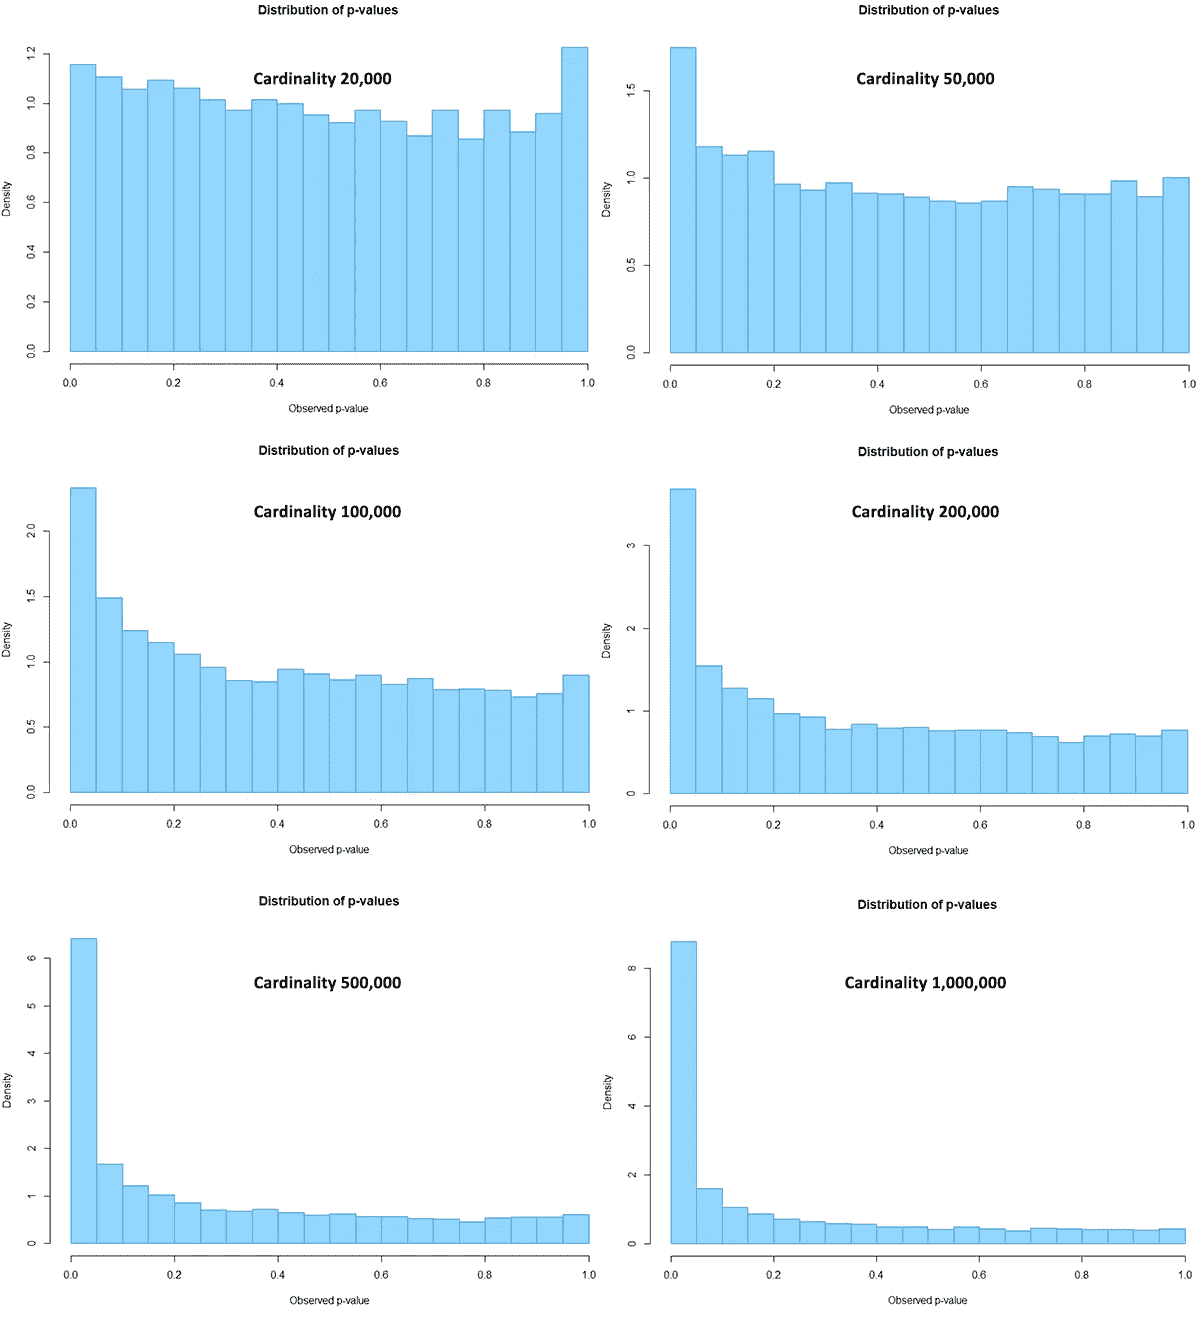 Distribution of p-values
Cardinality 20,000
Density
0.0 0.2 0.4 0.6 0.8 1.0 1.2
0.0 0.2 0.4 0.6 0.8 1.0
Observed p-value
Distribution of p-values
Cardinality 50,000
Density
0.0 0.5 1.0 1.5
0.0 0.2 0.4 0.6 0.8 1.0
Observed p-value
Distribution of p-values
Cardinality 100,000
Density
0.0 0.5 1.0 1.5 2.0
0.0 0.2 0.4 0.6 0.8 1.0
Observed p-value
Distribution of p-values
Cardinality 200,000
Density
0 1 2 3
0.0 0.2 0.4 0.6 0.8 1.0
Observed p-value
Distribution of p-values
Cardinality 500,000
Density
0 1 2 3 4 5 6
0.0 0.2 0.4 0.6 0.8 1.0
Observed p-value
Distribution of p-values
Cardinality 1,000,000
Density
0 2 4 6 8
0.0 0.2 0.4 0.6 0.8 1.0
Observed p-value